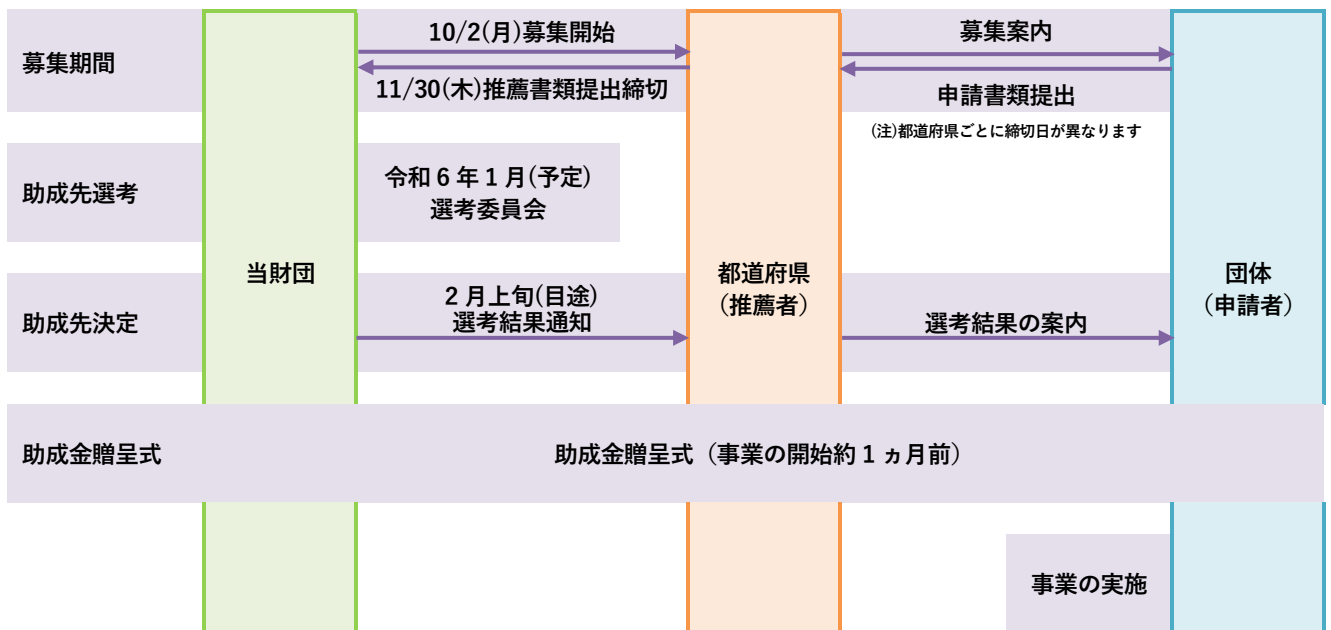 募集期間
10/2(月)募集開始
11/30(木)推薦書類提出締切
募集案内
申請書類提出
(注)都道府県ごとに締切日が異なります
助成先選考
令和6年1月(予定)
選考委員会
当財団
都道府県
（推薦者）
団体
（申請者）
助成先決定
2月上旬(目途)
選考結果通知
選考結果の案内
助成金贈呈式
助成金贈呈式（事業の開始約1ヵ月前）
事業の実施